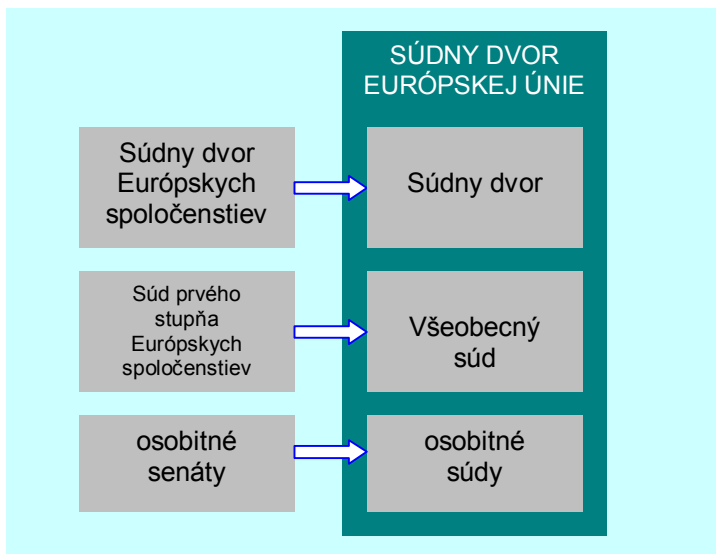 SÚDNY DVOR
EURÓPSKEJ ÚNIE
Súdny dvor
Európskych
spoločenstiev
Súdny dvor
Súd prvého
stupňa
Európskych
spoločenstiev
Všeobecný
súd
osobitné
senáty
osobitné
súdy